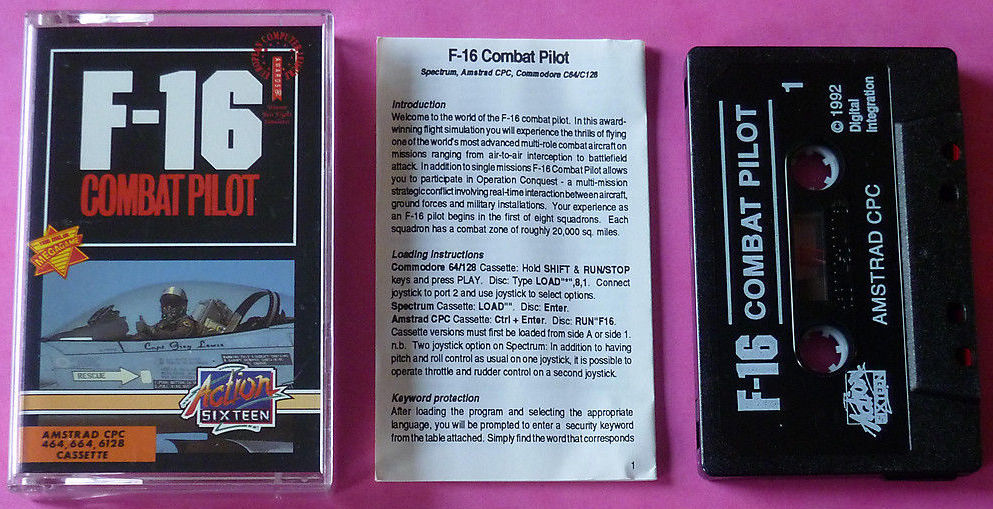 EUROPEAN COMPUTER LEISURE
AWARDS
F-16
COMBAT PILOT
MEGAGAME
Capt Greg Lewis
RESCUE
Action
SIXTEEN
AMSTRAD CPC
464, 664, 6128
CASSETTE
F-16 Combat Pilot
Spectrum, Amstrad CPC, Commodore C64/C128
Introduction
Welcome to the world of the F-16 combat pilot. In this award-
winning flight simulation you will experience the thrills of flying
one of the world's most advanced multi-role combat aircraft on
missions ranging from air-to-air interception to battlefield
attack. In addition to single missions F-16 Combat Pilot allows
you to participate in Operation Conquest - a multi-mission
strategic conflict involving real-time interaction between aircraft,
ground forces and military installations. Your experience as
an F-16 pilot begins in the first of eight squadrons. Each
squadron has a combat zone of roughly 20,000 sq. miles.
Loading Instructions
Commodore 64/128 Cassette: Hold SHIFT & RUN/STOP
keys and press PLAY. Disc: Type LOAD"*",8,1. Connect
joystick to port 2 and use joystick to select options.
Spectrum Cassette: LOAD"". Disc: Enter.
Amstrad CPC Cassette: Ctrl + Enter. Disc: RUN"F16.
Cassette versions must first be loaded from side A or side 1.
n.b. Two joystick option on Spectrum: In addition to having
pitch and roll control as usual on one joystick, it is possible to
operate throttle and rudder control on a second joystick.
Keyword protection
After loading the program and selecting the appropriate
language, you will be prompted to enter a security keyword
from the table attached. Simply find the word that corresponds
1
F-16 COMBAT PILOT
1
© 1992
Digital
Integration
AMSTRAD CPC
Action
SIXTEEN